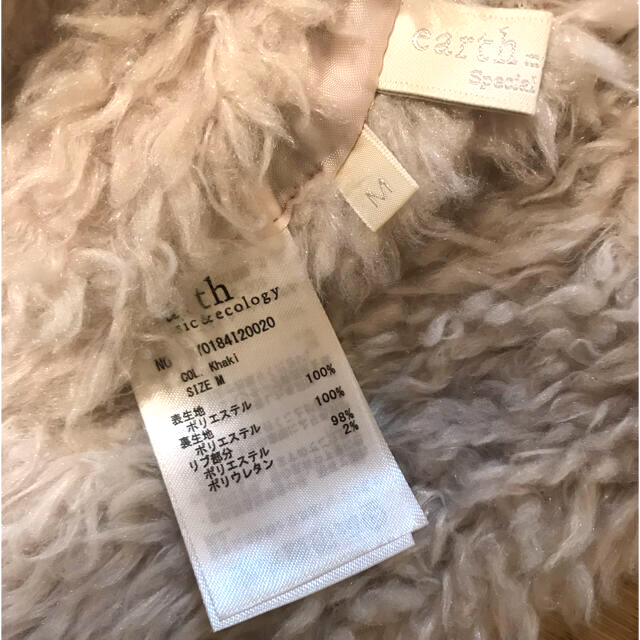 earth
Special
M
th
sic & ecology
NO Y0184I20020
COL. Khaki
SIZE M
表生地
ポリエステル 100%
裏生地
ポリエステル 100%
リブ部分
ポリエステル 98%
ポリウレタン 2%